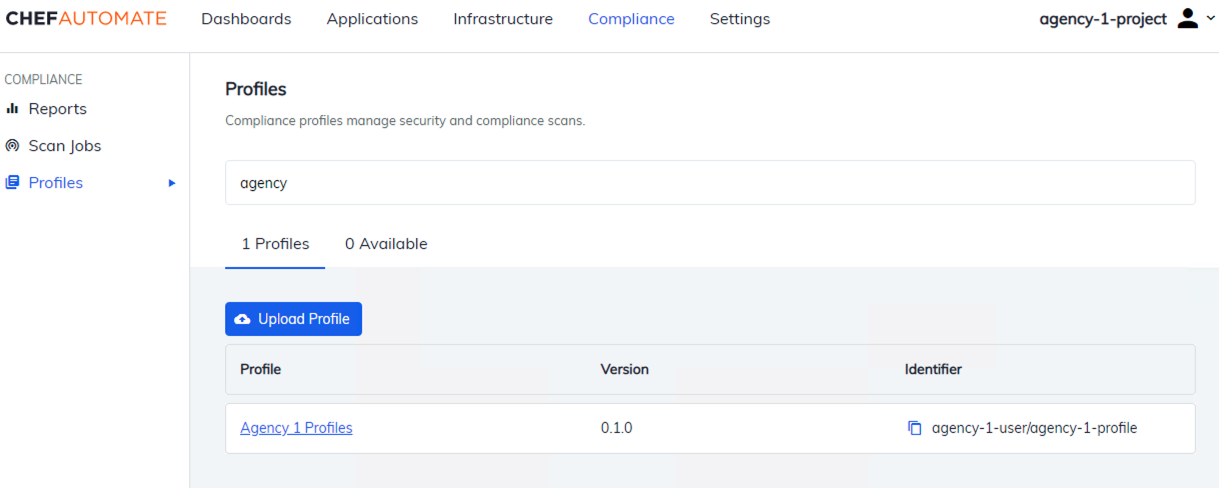 CHEFAUTOMATE Dashboards Applications Infrastructure Compliance Settings agency-1-project
COMPLIANCE
Reports
Scan Jobs
Profiles
Profiles
Compliance profiles manage security and compliance scans.
agency
1 Profiles 0 Available
Upload Profile
Profile Version Identifier
Agency 1 Profiles 0.1.0 agency-1-user/agency-1-profile